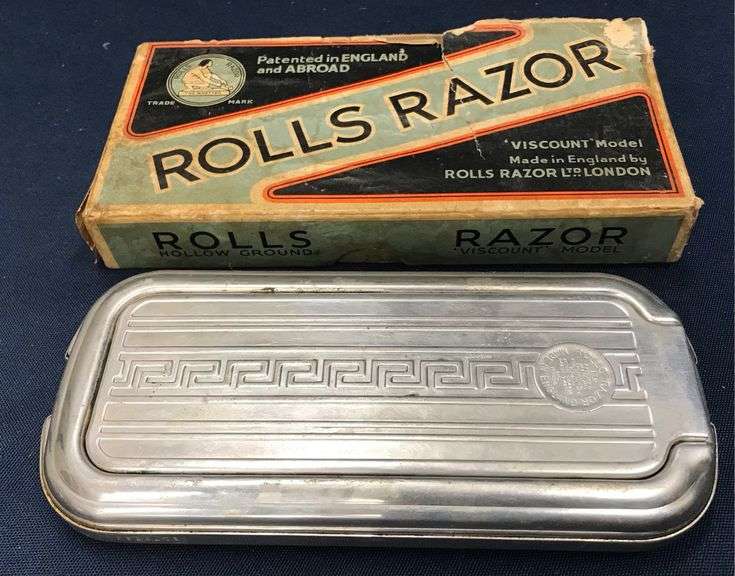 Patented in ENGLAND
and ABROAD
TRADE MARK
ROLLS RAZOR
'VISCOUNT' Model
Made in England by
ROLLS RAZOR LTD LONDON
ROLLS RAZOR
HOLLOW GROUND 'VISCOUNT' MODEL